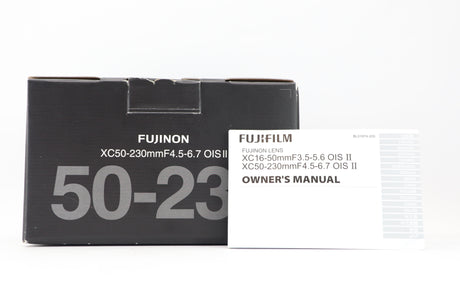 FUJINON
XC50-230mmF4.5-6.7 OIS II
50-23
FUJIFILM
FUJINON LENS
XC16-50mmF3.5-5.6 OIS II
XC50-230mmF4.5-6.7 OIS II
OWNER'S MANUAL